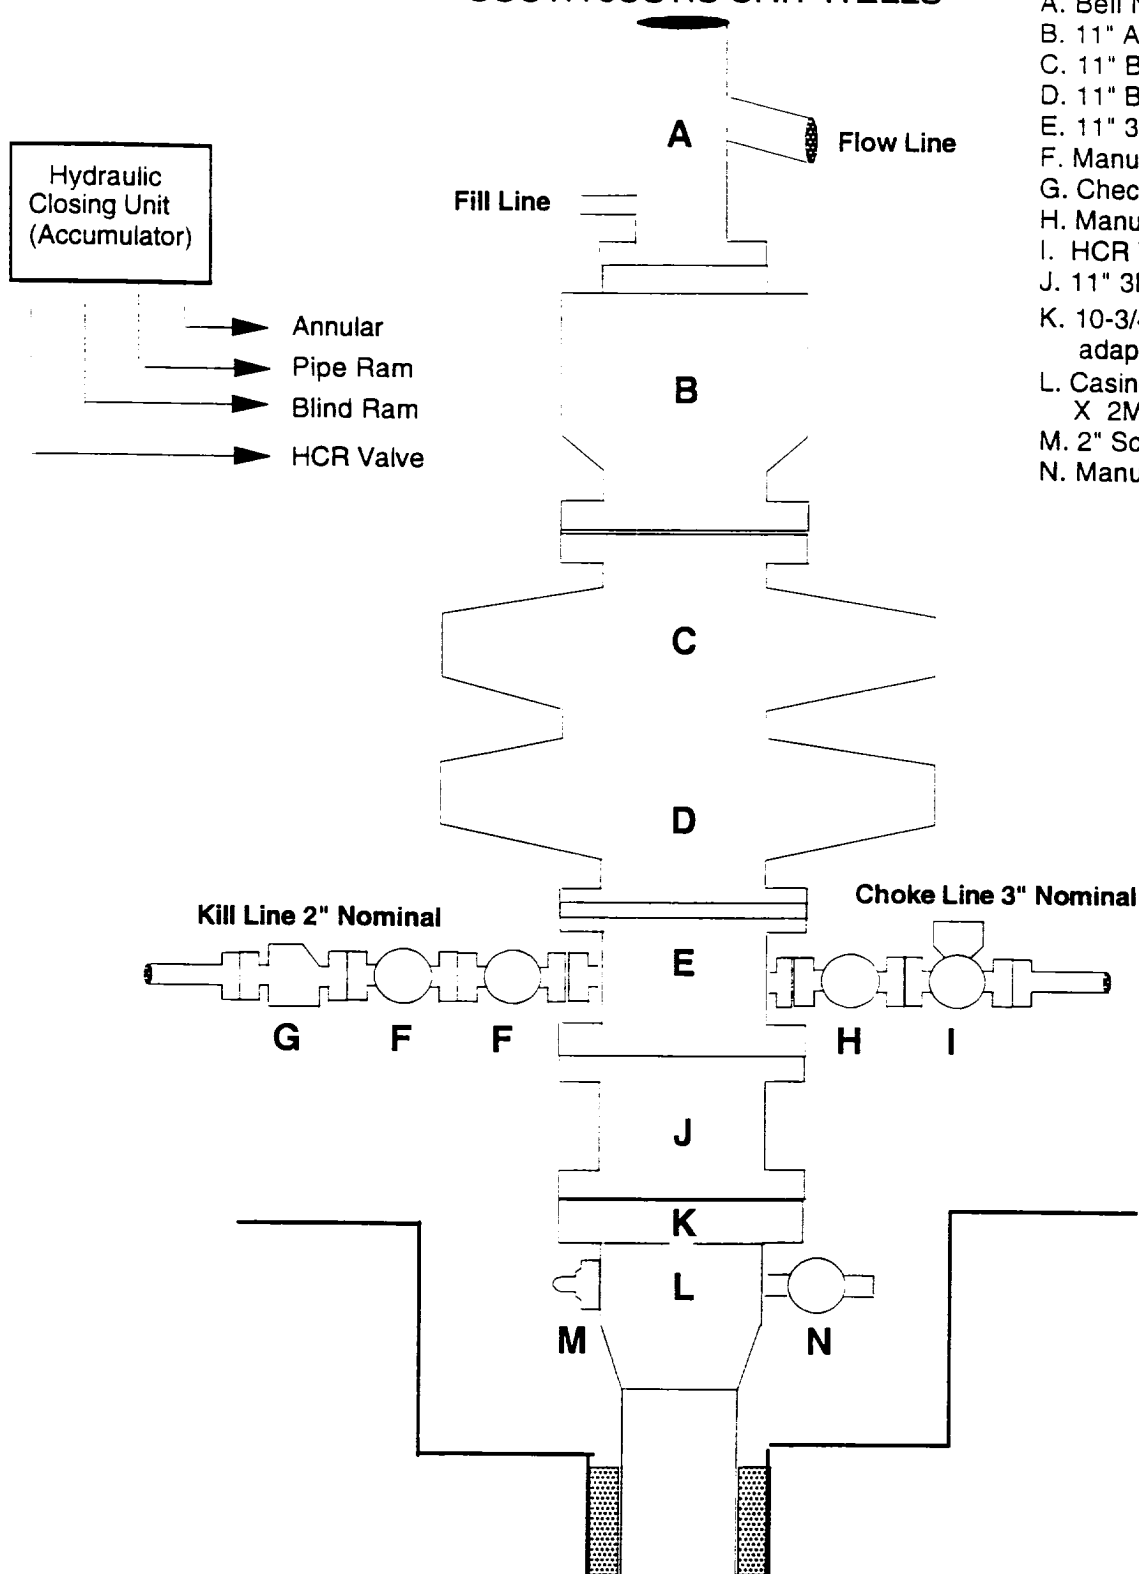 A. Bell
B. 11" A
C. 11" B
D. 11" B
E. 11" 3
F. Manu
G. Chec
H. Manu
I. HCR
J. 11" 3
K. 10-3/
adap
L. Casin
X 2M
M. 2" Sc
N. Manu
A
Flow Line
Fill Line
Hydraulic
Closing Unit
(Accumulator)
Annular
Pipe Ram
Blind Ram
HCR Valve
B
C
D
Kill Line 2" Nominal
Choke Line 3" Nominal
E
G F F H I
J
K
L
M N